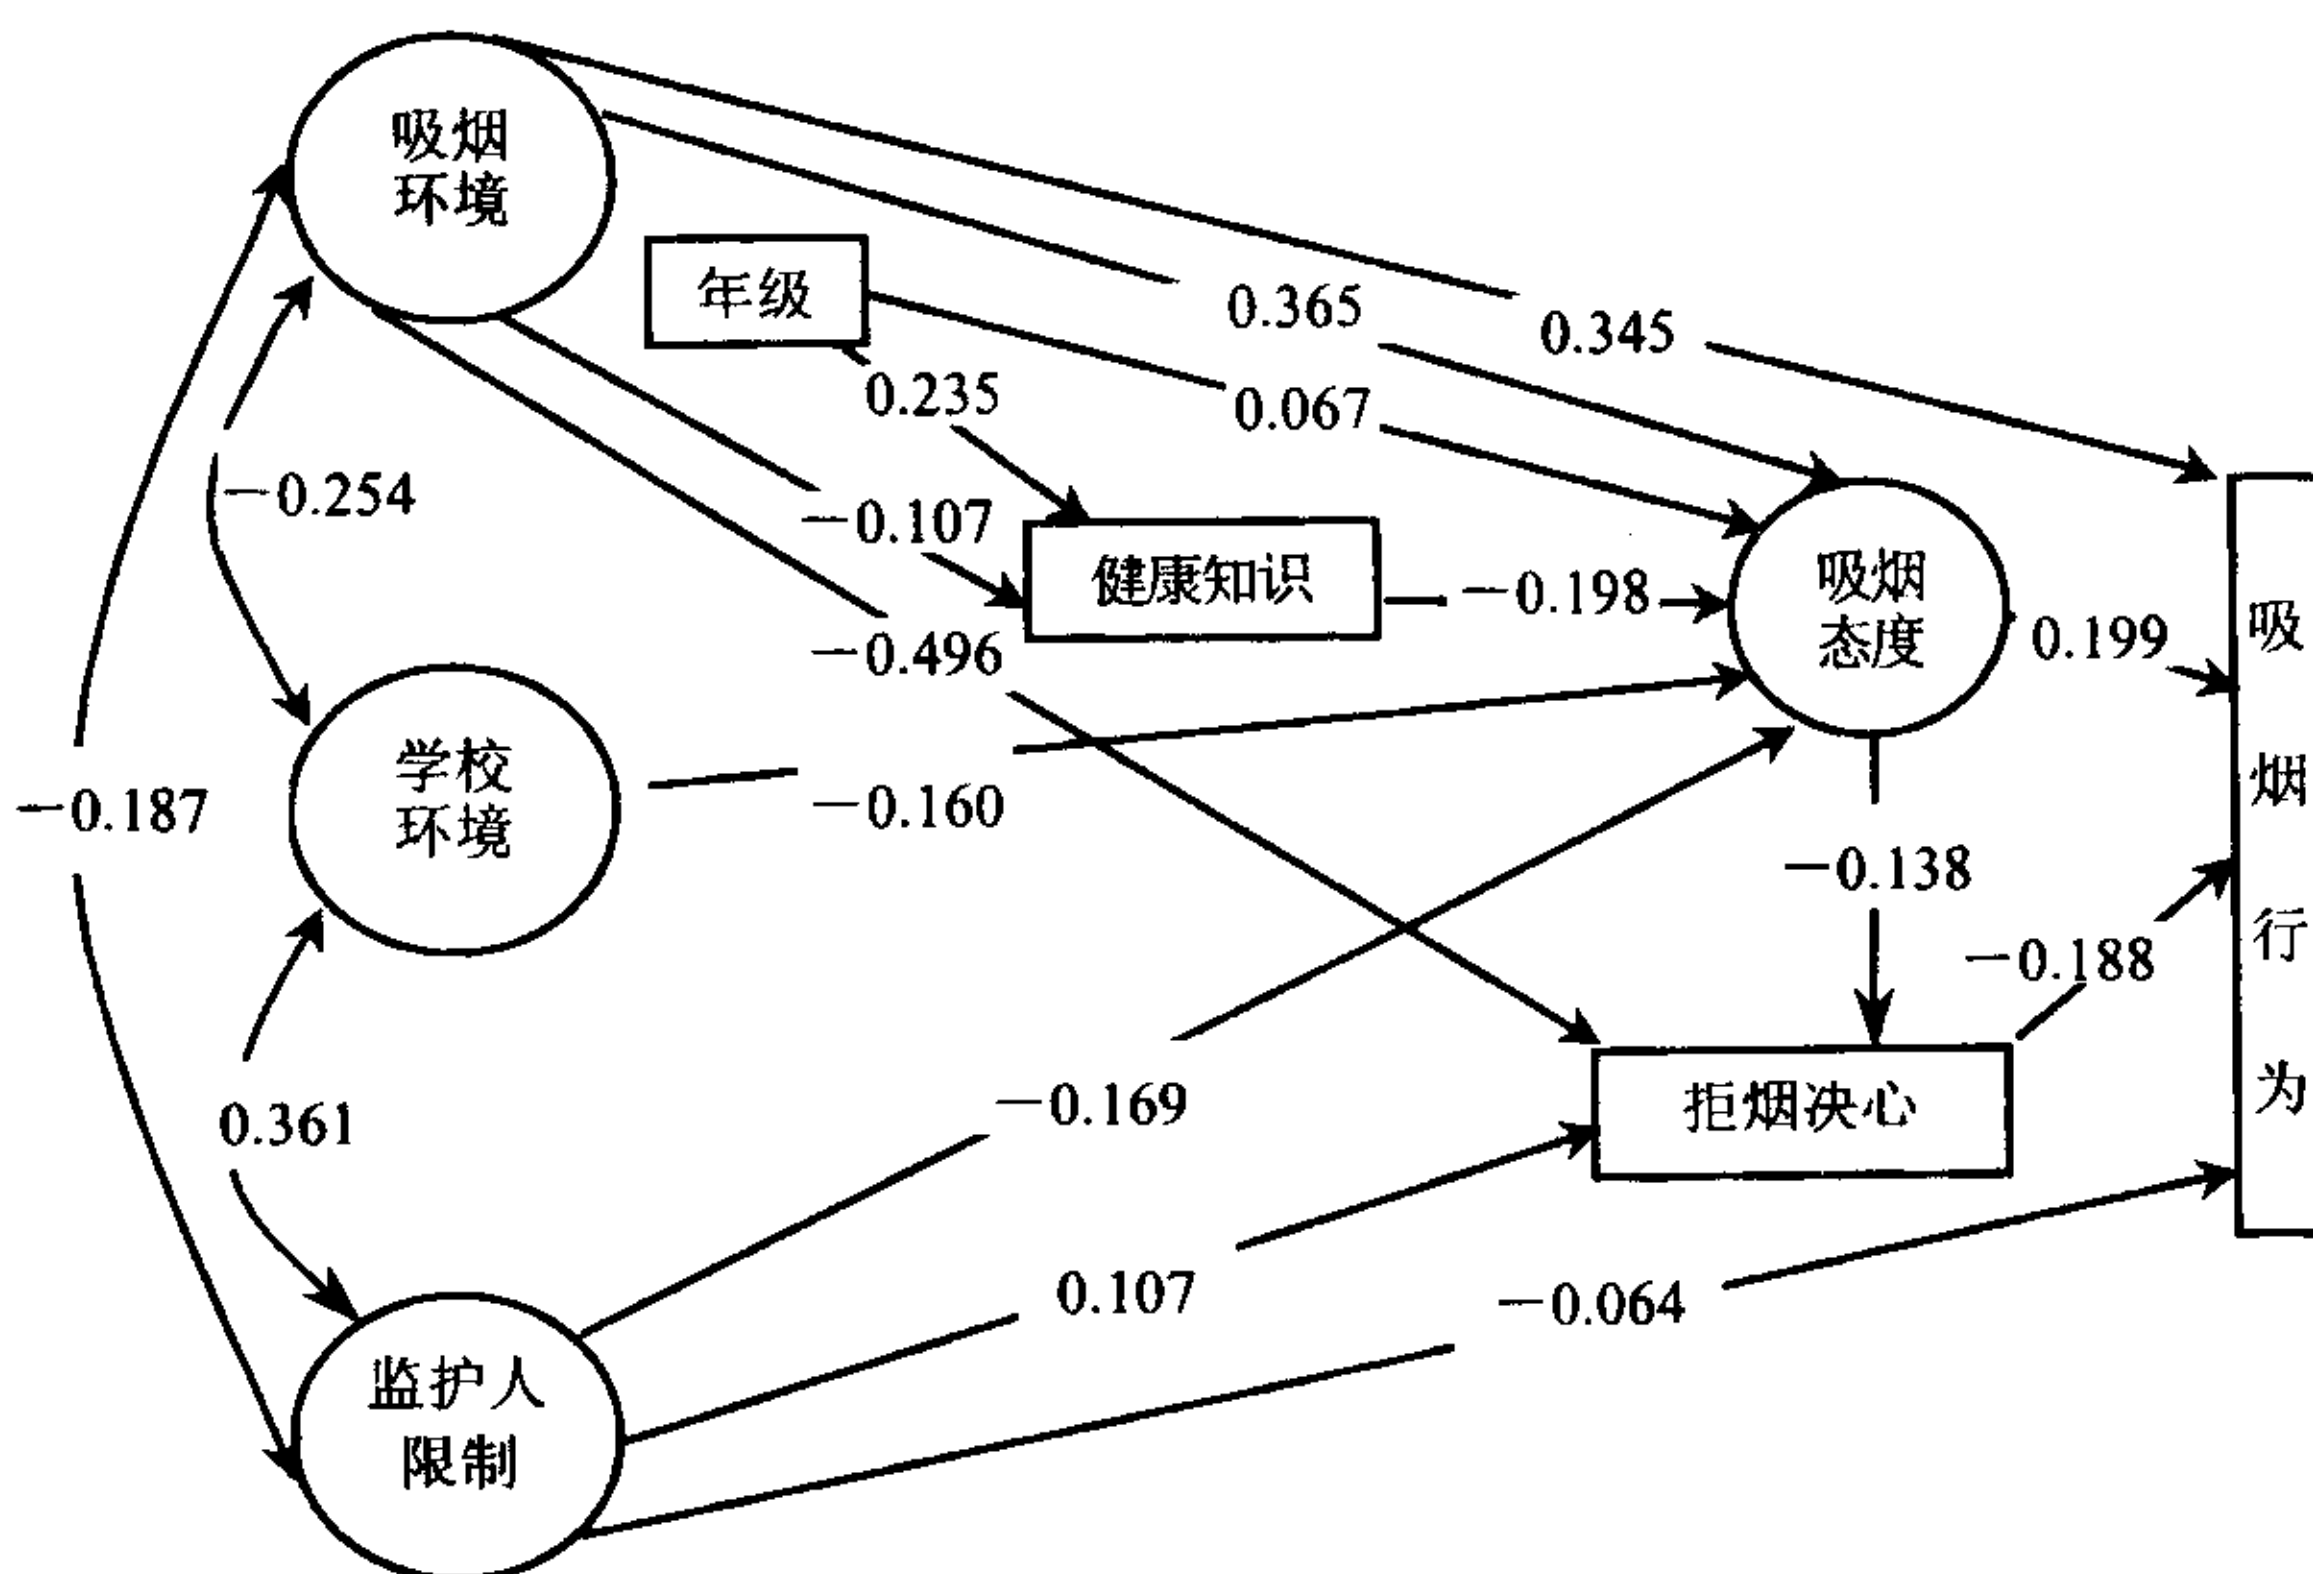 吸烟
环境
年级
0.365
0.345
0.235
0.067
−0.254
−0.107
健康知识
−0.198
吸烟
态度
0.199
−0.496
学校
环境
−0.187
−0.160
−0.138
−0.188
0.361
−0.169
拒烟决心
吸
烟
行
为
0.107
−0.064
监护人
限制